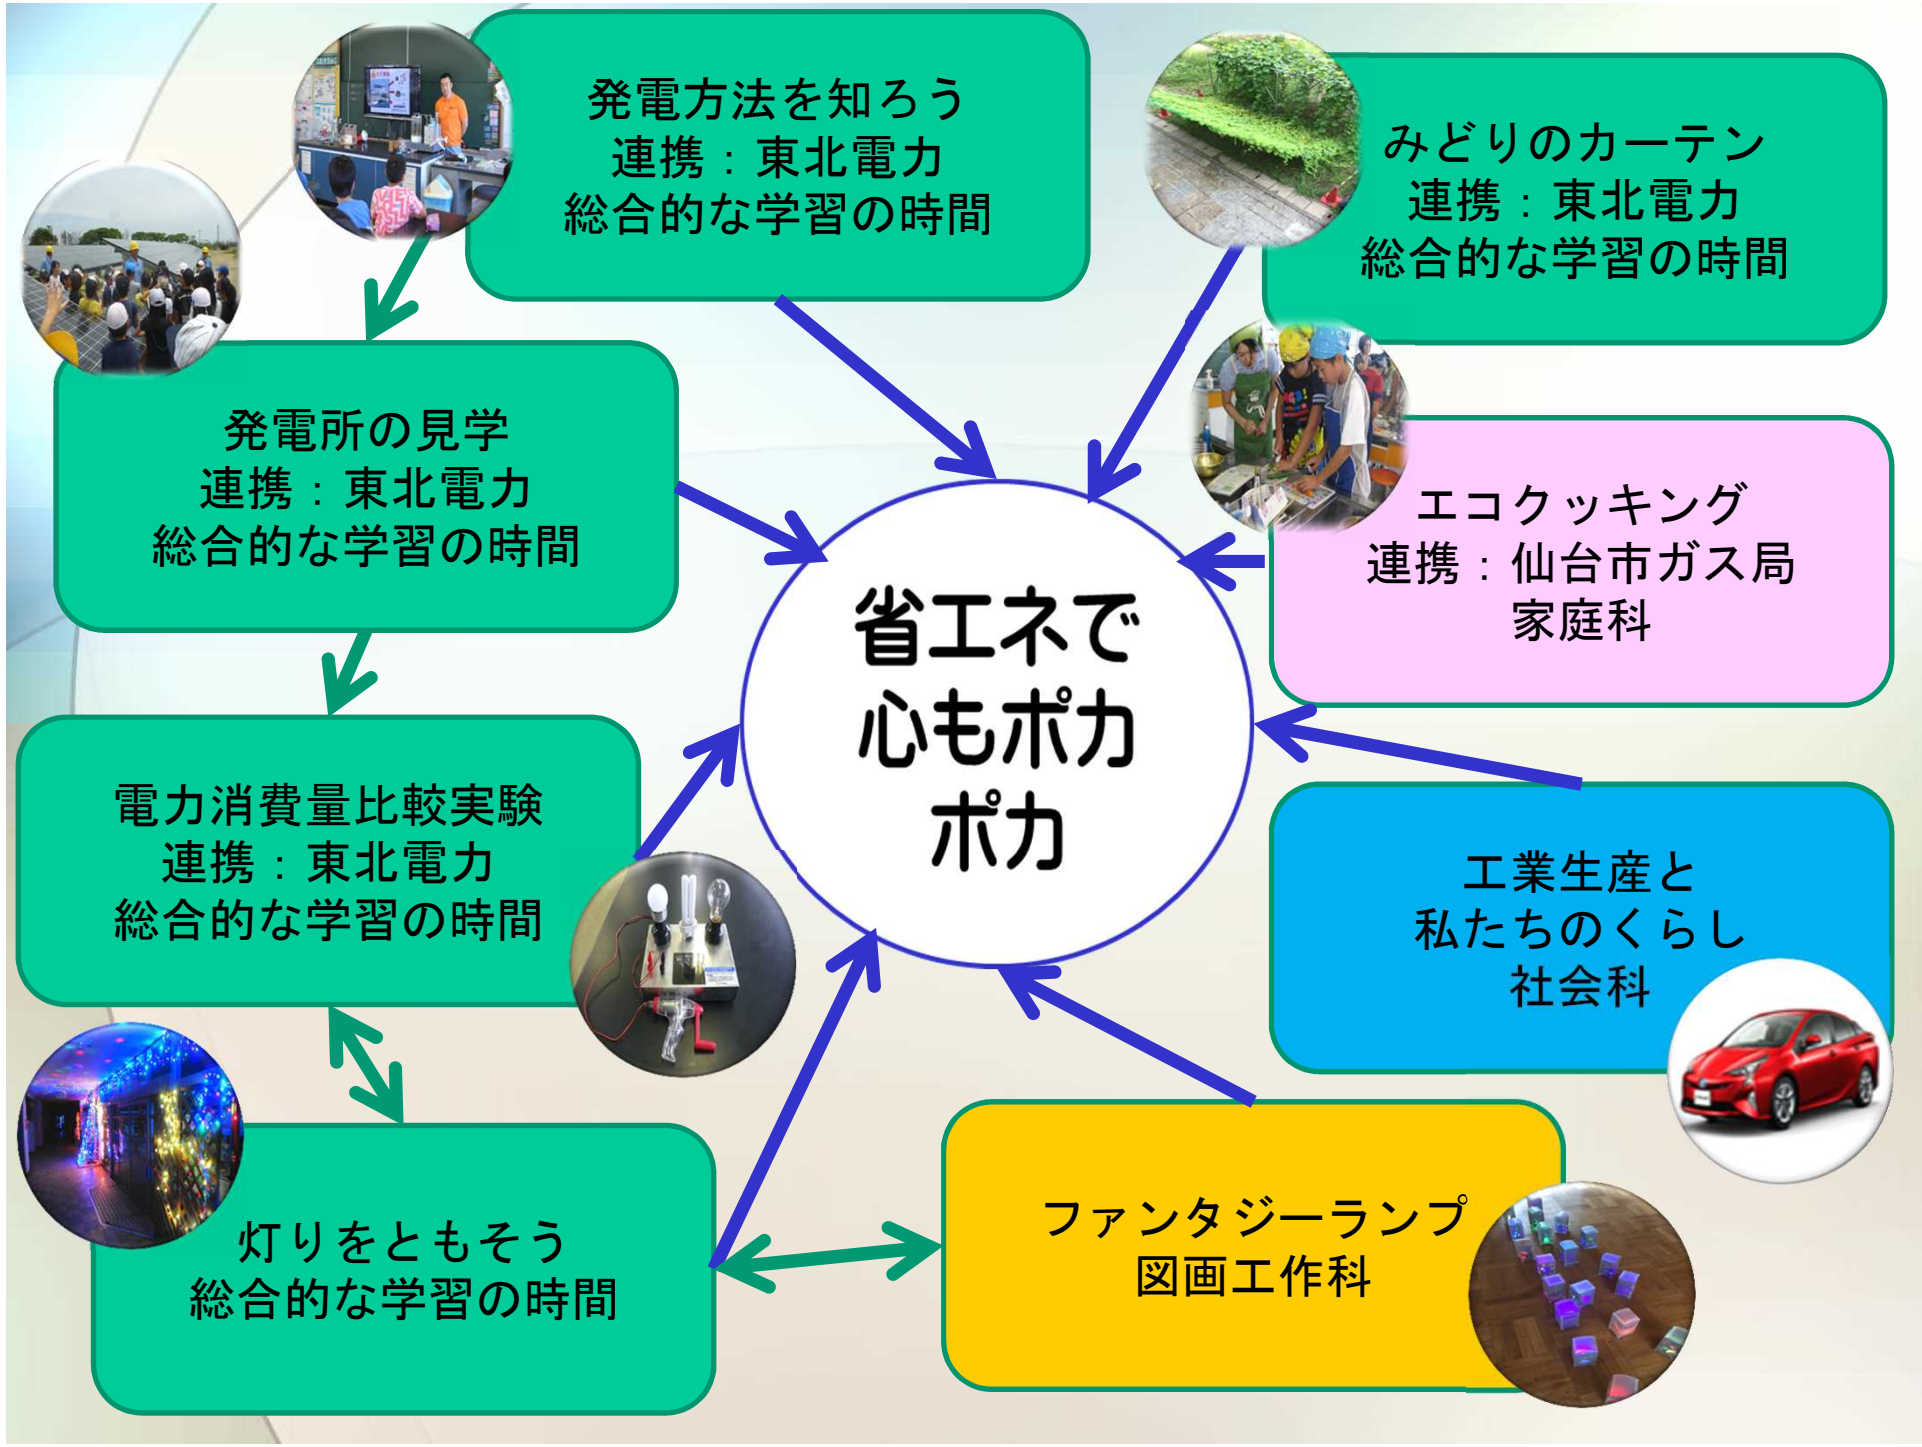 発電方法を知ろう
連携：東北電力
総合的な学習の時間
みどりのカーテン
連携：東北電力
総合的な学習の時間
発電所の見学
連携：東北電力
総合的な学習の時間
エコクッキング
連携：仙台市ガス局
家庭科
省エネで
心もポカ
ポカ
電力消費量比較実験
連携：東北電力
総合的な学習の時間
工業生産と
私たちのくらし
社会科
灯りをともそう
総合的な学習の時間
ファンタジーランプ
図画工作科